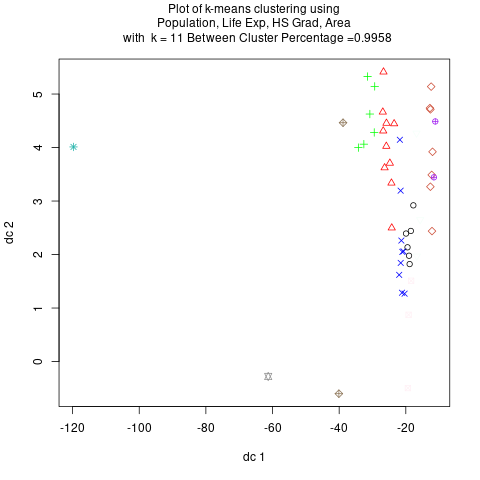 Plot of k-means clustering using
Population, Life Exp, HS Grad, Area
with k = 11 Between Cluster Percentage =0.9958
5
4
3
2
1
0
dc 2
-120
-100
-80
-60
-40
-20
dc 1